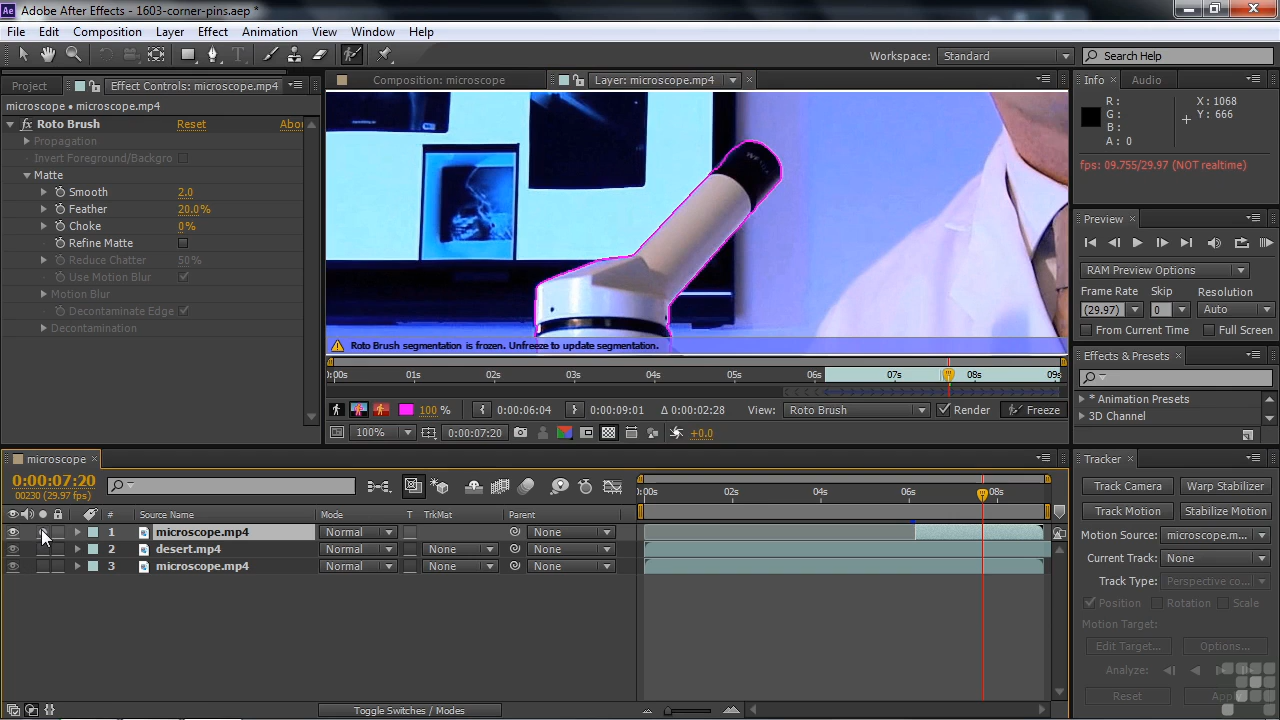 Adobe After Effects - 1603-corner-pins.aep *
File Edit Composition Layer Effect Animation View Window Help
Workspace: Standard Search Help
Project Effect Controls: microscope.mp4
Composition: microscope Layer: microscope.mp4
Info Audio
microscope • microscope.mp4
fx Roto Brush Reset Abou
Propagation
Invert Foreground/Backgro
Matte
Smooth 2.0
Feather 20.0%
Choke 0%
Refine Matte
Reduce Chatter 50%
Use Motion Blur
Motion Blur
Decontaminate Edge
Decontamination
Roto Brush segmentation is frozen. Unfreeze to update segmentation.
0:00s 01s 02s 03s 04s 05s 06s 07s 08s 09s
100 % 0:00:06:04 0:00:09:01 Δ 0:00:02:28 View: Roto Brush Render Freeze
100% 0:00:07:20 +0.0
R :
G :
B :
A : 0
X : 1068
Y : 666
fps: 09.755/29.97 (NOT realtime)
Preview
RAM Preview Options
Frame Rate Skip Resolution
(29.97) 0 Auto
From Current Time Full Screen
Effects & Presets
* Animation Presets
3D Channel
microscope
0:00:07:20
00230 (29.97 fps)
:00s 02s 04s 06s 08s
# Source Name Mode T TrkMat Parent
1 microscope.mp4 Normal None
2 desert.mp4 Normal None None
3 microscope.mp4 Normal None None
Toggle Switches / Modes
Tracker
Track Camera Warp Stabilizer
Track Motion Stabilize Motion
Motion Source: microscope.m...
Current Track: None
Track Type: Perspective co...
Position Rotation Scale
Motion Target:
Edit Target... Options...
Analyze:
Reset Apply